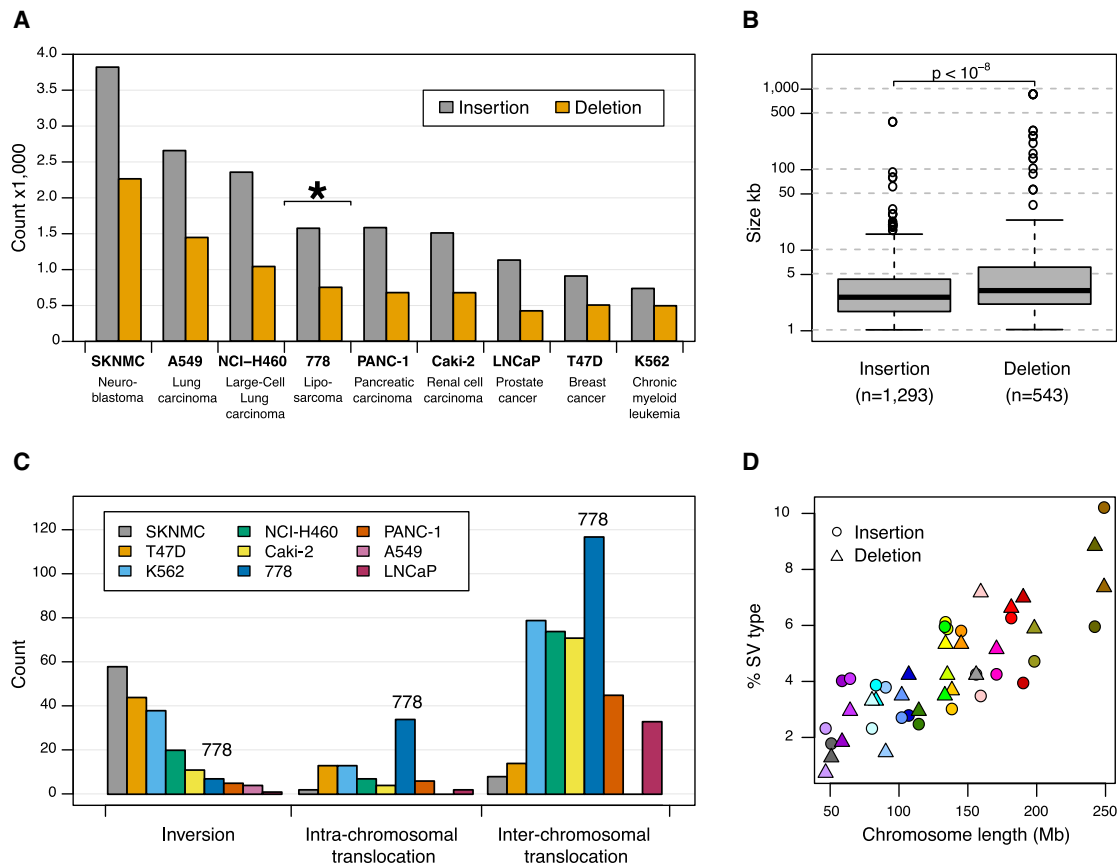 A
4.0
3.5
3.0
2.5
2.0
1.5
1.0
0.5
0
Count x1,000
Insertion Deletion
*
SKNMC A549 NCI–H460 778 PANC-1 Caki-2 LNCaP T47D K562
Neuro- Lung Large-Cell Lipo- Pancreatic Renal cell Prostate Breast Chronic
blastoma carcinoma Lung sarcoma carcinoma carcinoma cancer cancer myeloid
carcinoma leukemia
B
p < 10⁻⁸
1,000
500
100
50
10
5
1
Size kb
Insertion Deletion
(n=1,293) (n=543)
C
120
100
80
60
40
20
0
Count
SKNMC NCI-H460 PANC-1
T47D Caki-2 A549
K562 778 LNCaP
778
778
778
Inversion Intra-chromosomal Inter-chromosomal
translocation translocation
D
10
8
6
4
2
% SV type
Insertion
Deletion
50 100 150 200 250
Chromosome length (Mb)